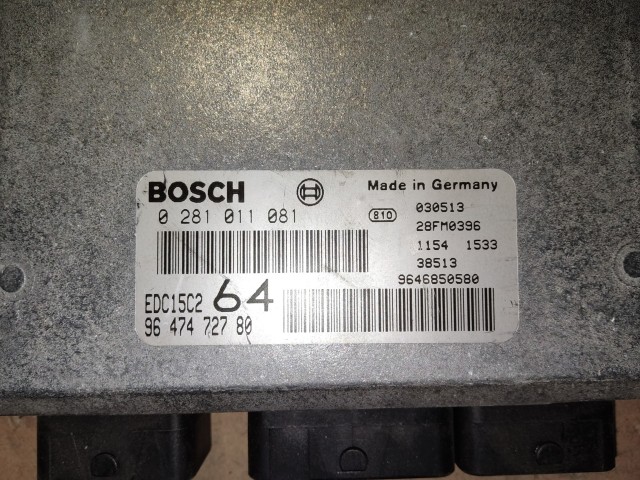 BOSCH
Made in Germany
0 281 011 081
810
030513
28FM0396
1154 1533
38513
9646850580
EDC15C2 64
96 474 727 80